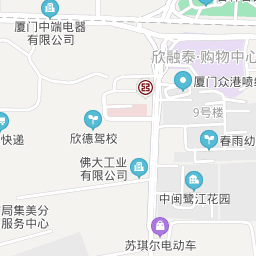 厦门中端电器
有限公司
欣融泰·购物中心
厦门众港喷
9号楼
快递
欣德驾校
春雨幼
佛大工业
有限公司
中闽鹭江花园
局集美分
服务中心
苏琪尔电动车